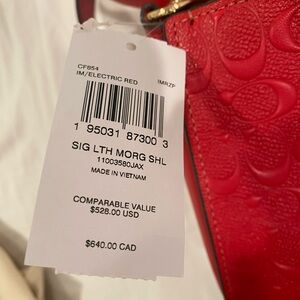 CF854
IM/ELECTRIC RED IMRZP
1 95031 87300 3
SIG LTH MORG SHL
11003580JAX
MADE IN VIETNAM
COMPARABLE VALUE
$528.00 USD
$640.00 CAD